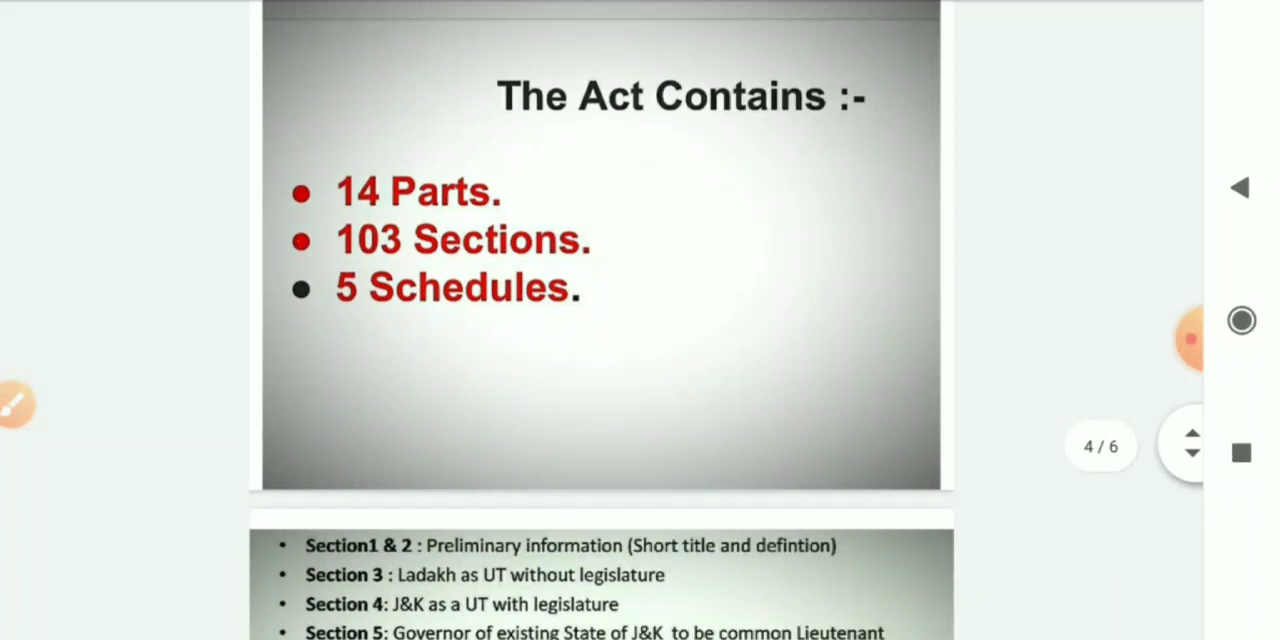 The Act Contains :-
• 14 Parts.
• 103 Sections.
• 5 Schedules.
4 / 6
• Section1 & 2 : Preliminary information (Short title and defintion)
• Section 3 : Ladakh as UT without legislature
• Section 4: J&K as a UT with legislature
• Section 5: Governor of existing State of J&K to be common Lieutenant